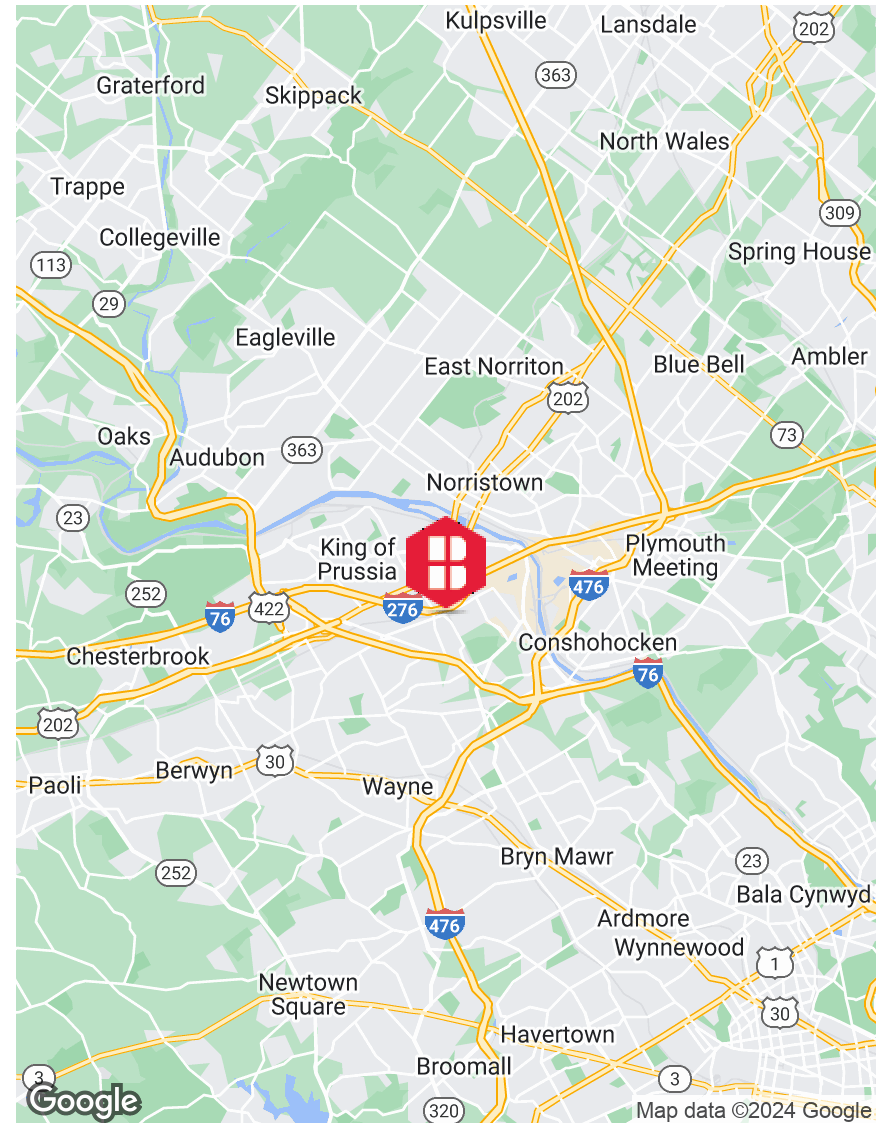 Kulpsville
Lansdale
202
363
Graterford
Skippack
North Wales
Trappe
309
Collegeville
Spring House
113
29
Eagleville
East Norriton
Blue Bell
Ambler
202
Oaks
73
363
Audubon
Norristown
23
King of
Prussia
Plymouth
Meeting
252
476
422
276
76
Conshohocken
Chesterbrook
76
202
30
Berwyn
Paoli
Wayne
Bryn Mawr
23
252
Bala Cynwyd
Ardmore
476
Wynnewood
1
Newtown
Square
30
Havertown
Broomall
3
3
Google
320
Map data ©2024 Google